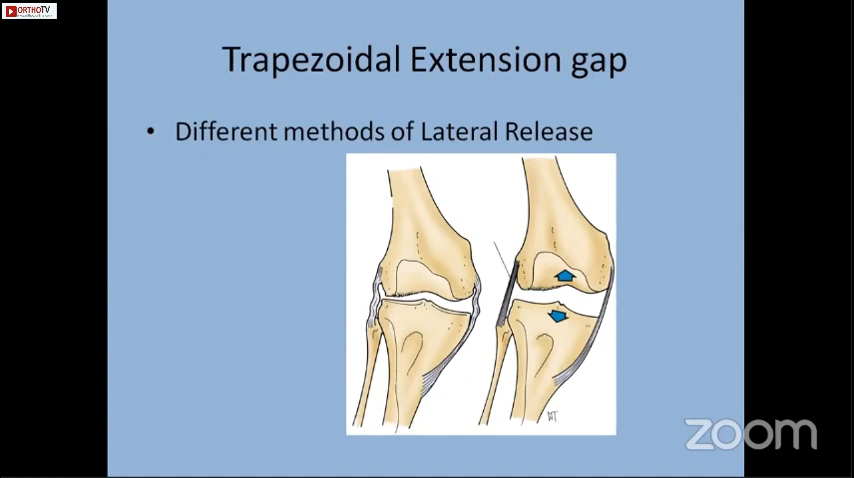 ORTHOTV
Trapezoidal Extension gap
• Different methods of Lateral Release
zoom